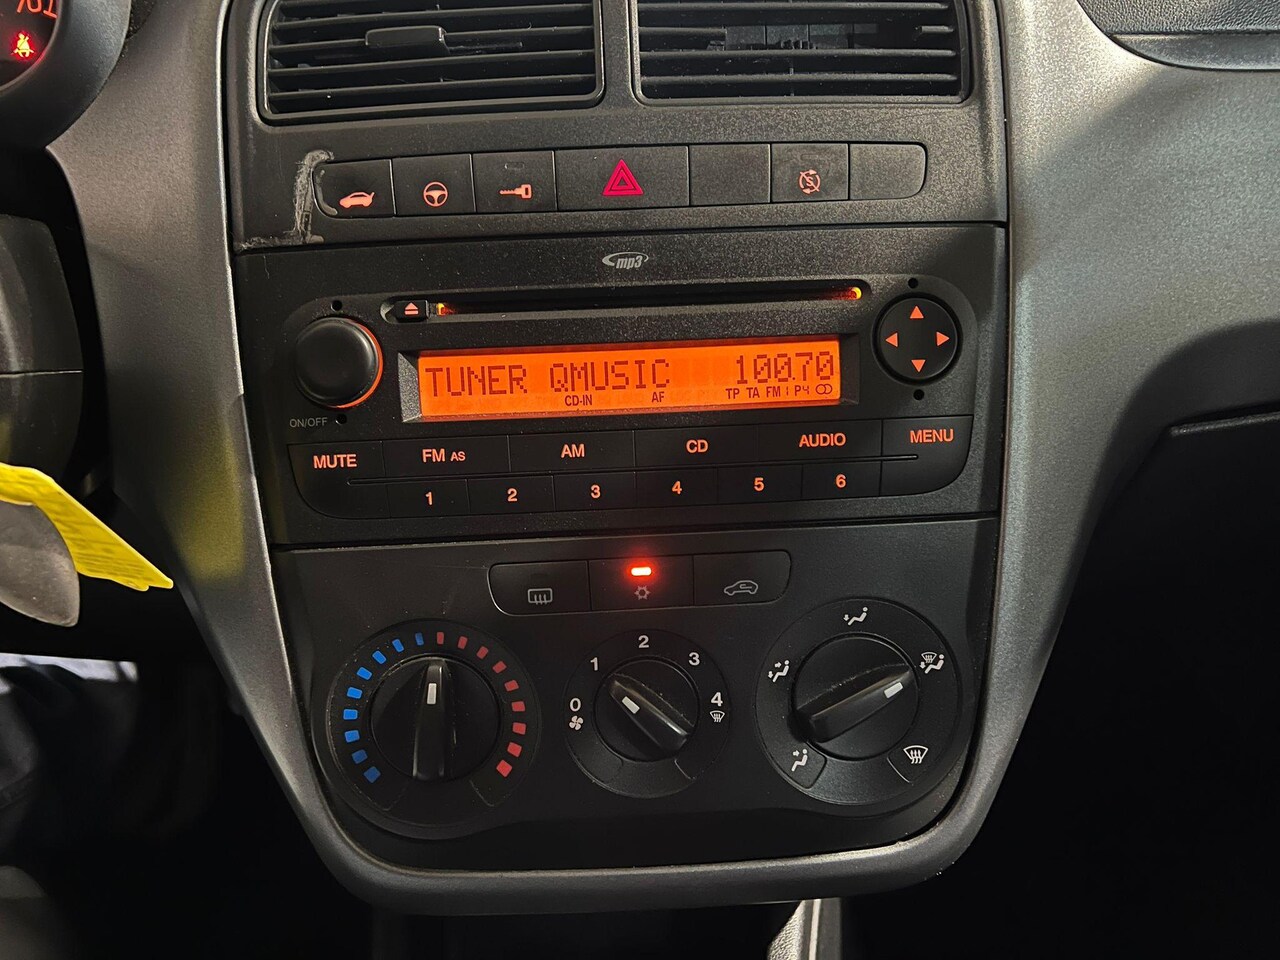 701
mp3
TUNER QMUSIC 100.70
CD-IN AF TP TA FM I P4
ON/OFF
MUTE FM AS AM CD AUDIO MENU
1 2 3 4 5 6
0 1 2 3 4